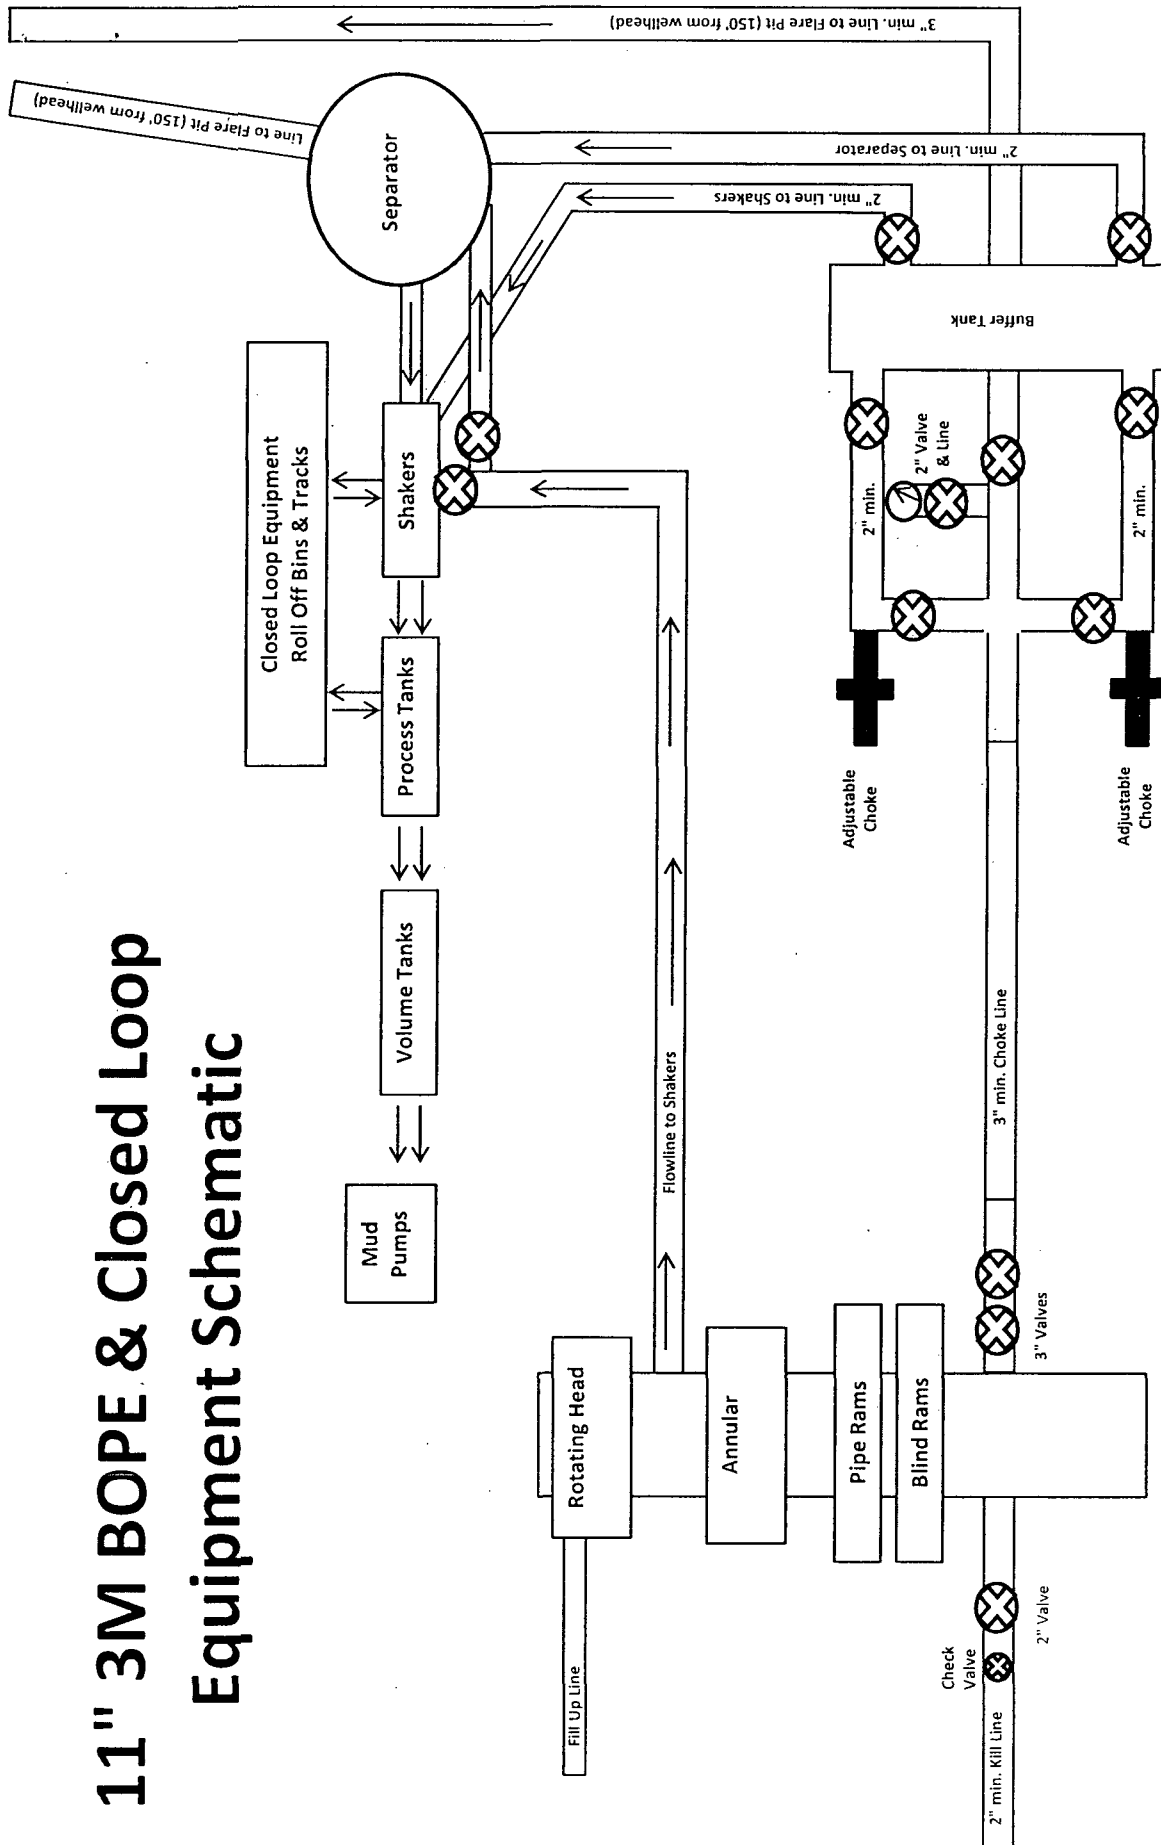 11" 3M BOPE & Closed Loop
Equipment Schematic
3" min. Line to Flare Pit (150' from wellhead)
Line to Flare Pit (150' from wellhead)
Separator
2" min. Line to Separator
2" min. Line to Shakers
Closed Loop Equipment
Roll Off Bins & Tracks
Shakers
Process Tanks
Volume Tanks
Mud
Pumps
Flowline to Shakers
Buffer Tank
2" Valve
& Line
2" min.
2" min.
Adjustable
Choke
Adjustable
Choke
3" min. Choke Line
3" Valves
Rotating Head
Annular
Pipe Rams
Blind Rams
Fill Up Line
2" Valve
Check
Valve
2" min. Kill Line